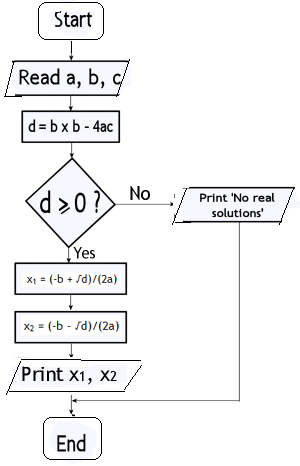 Start
Read a, b, c
d = b x b - 4ac
d ⩾ 0 ?
No
Print 'No real
solutions'
Yes
x₁ = (-b + √d)/(2a)
x₂ = (-b - √d)/(2a)
Print x₁, x₂
End